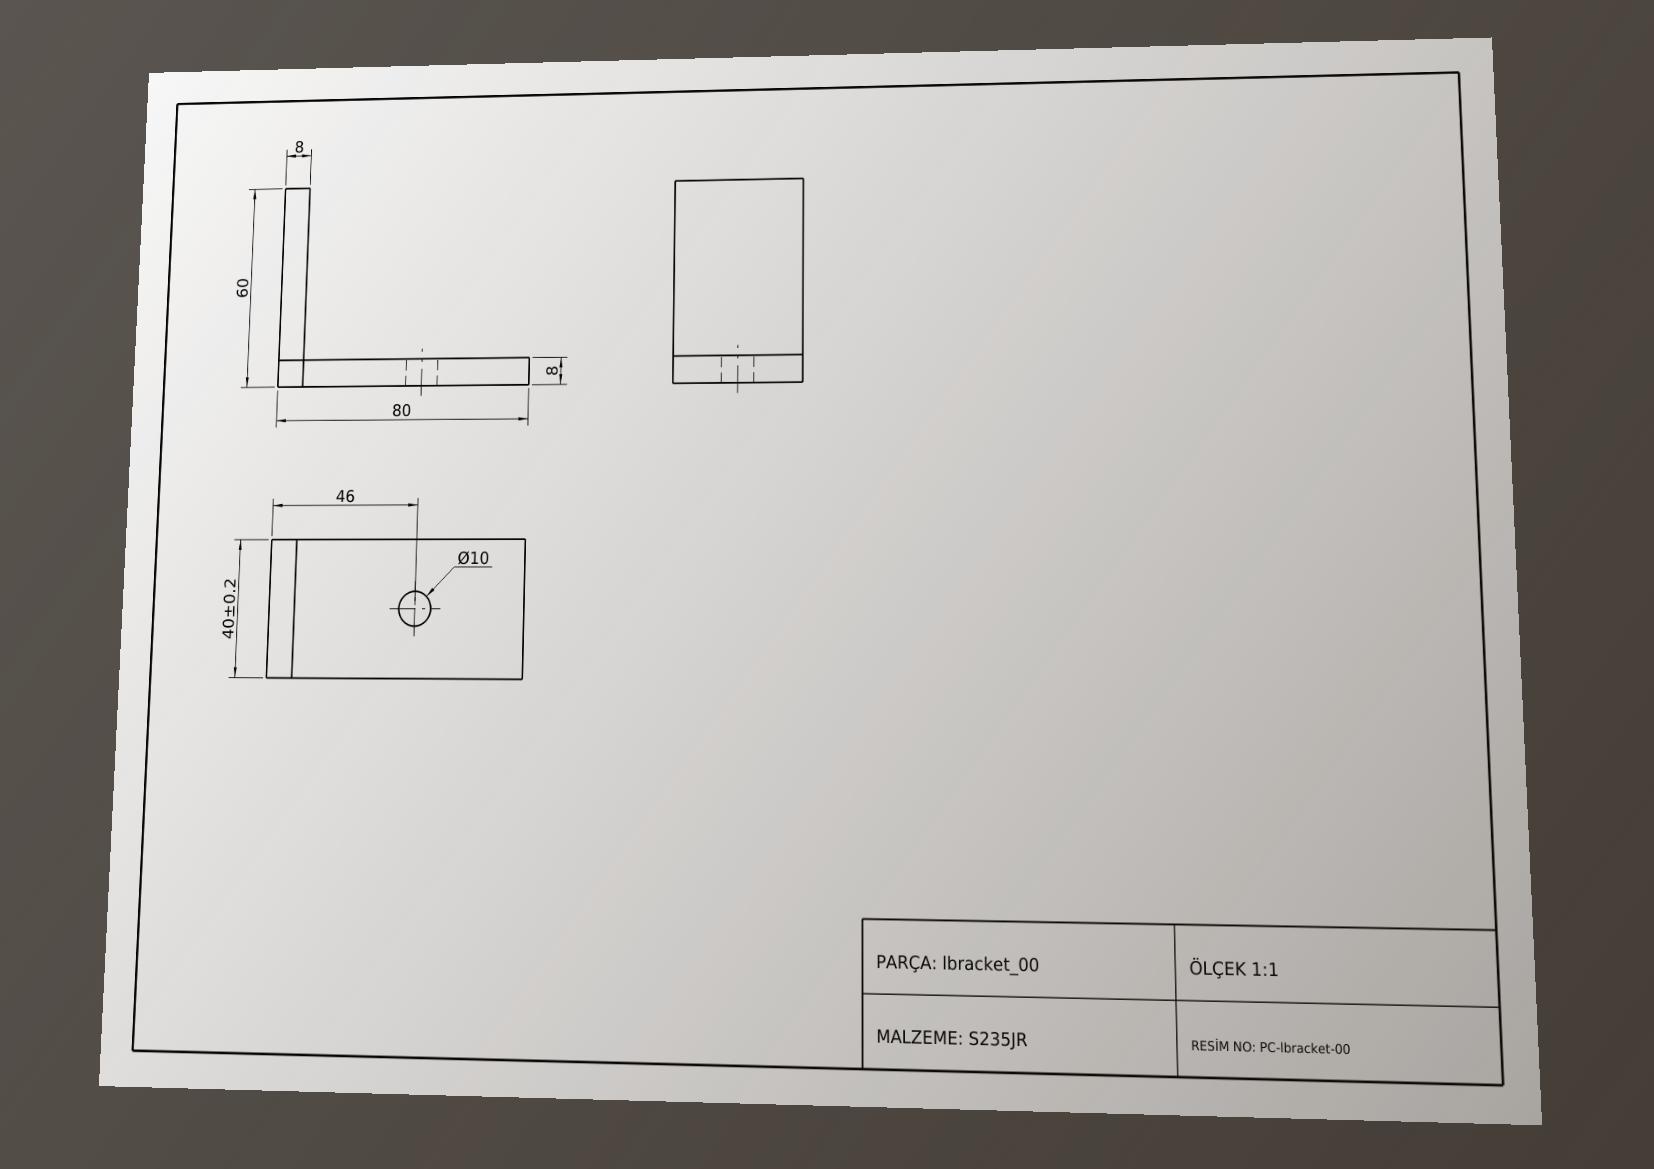 8
60
8
80
46
Ø10
40±0.2
PARÇA: lbracket_00
ÖLÇEK 1:1
MALZEME: S235JR
RESİM NO: PC-lbracket-00